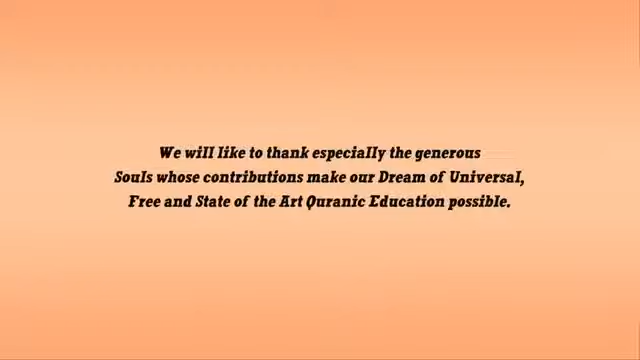 We will like to thank especially the generous
Souls whose contributions make our Dream of Universal,
Free and State of the Art Quranic Education possible.